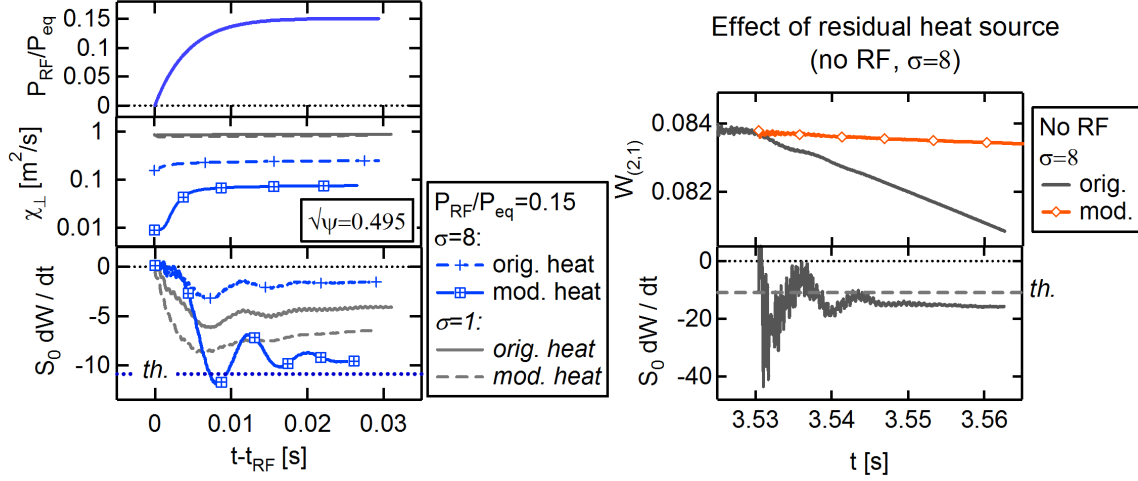 0.15
0.1
0.05
0
P_RF/P_eq
1
0.1
0.01
χ⊥ [m²/s]
√ψ=0.495
0
-5
-10
S₀ dW / dt
th.
0
0.01
0.02
0.03
t-t_RF [s]
P_RF/P_eq=0.15
σ=8:
orig. heat
mod. heat
σ=1:
orig. heat
mod. heat
Effect of residual heat source
(no RF, σ=8)
0.084
0.082
W_(2,1)
No RF
σ=8
orig.
mod.
0
-20
-40
S₀ dW / dt
th.
3.53
3.54
3.55
3.56
t [s]